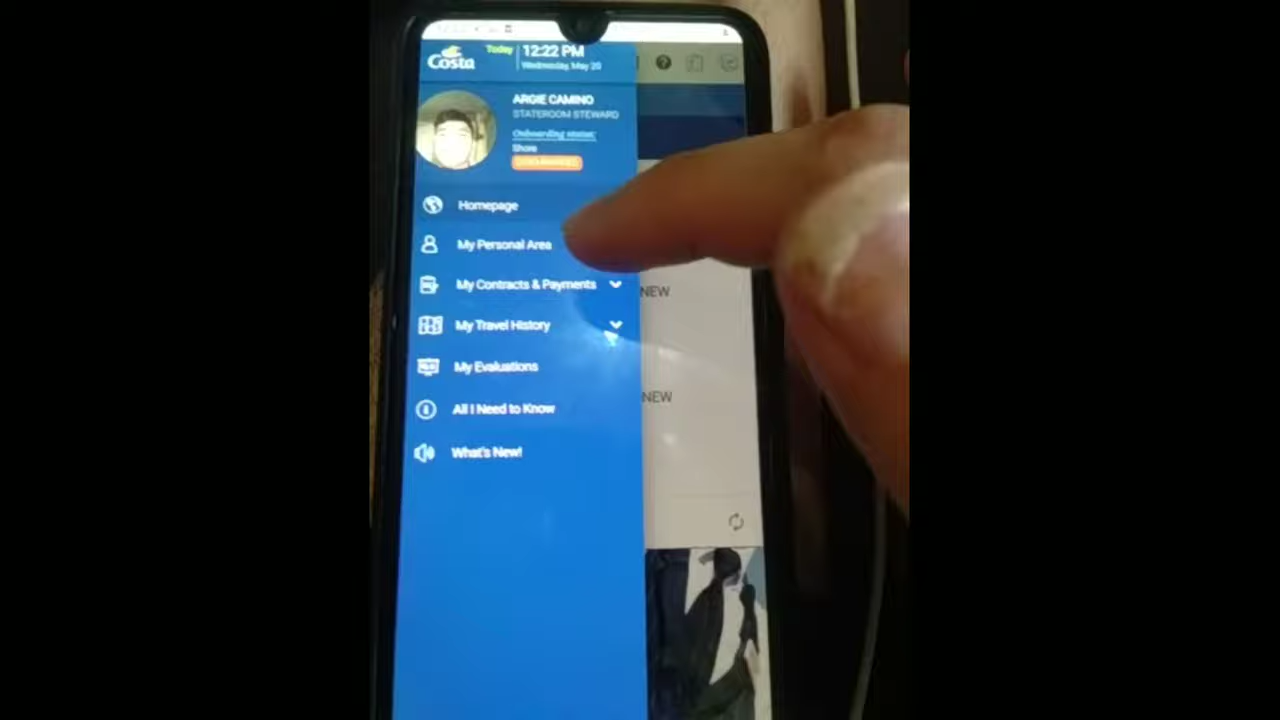 Costa
Today
12:22 PM
Wednesday, May 20
ARGIE CAMINO
STATEROOM STEWARD
Onboarding status:
Shore
Homepage
My Personal Area
My Contracts & Payments
NEW
My Travel History
My Evaluations
NEW
All I Need to Know
What's New!